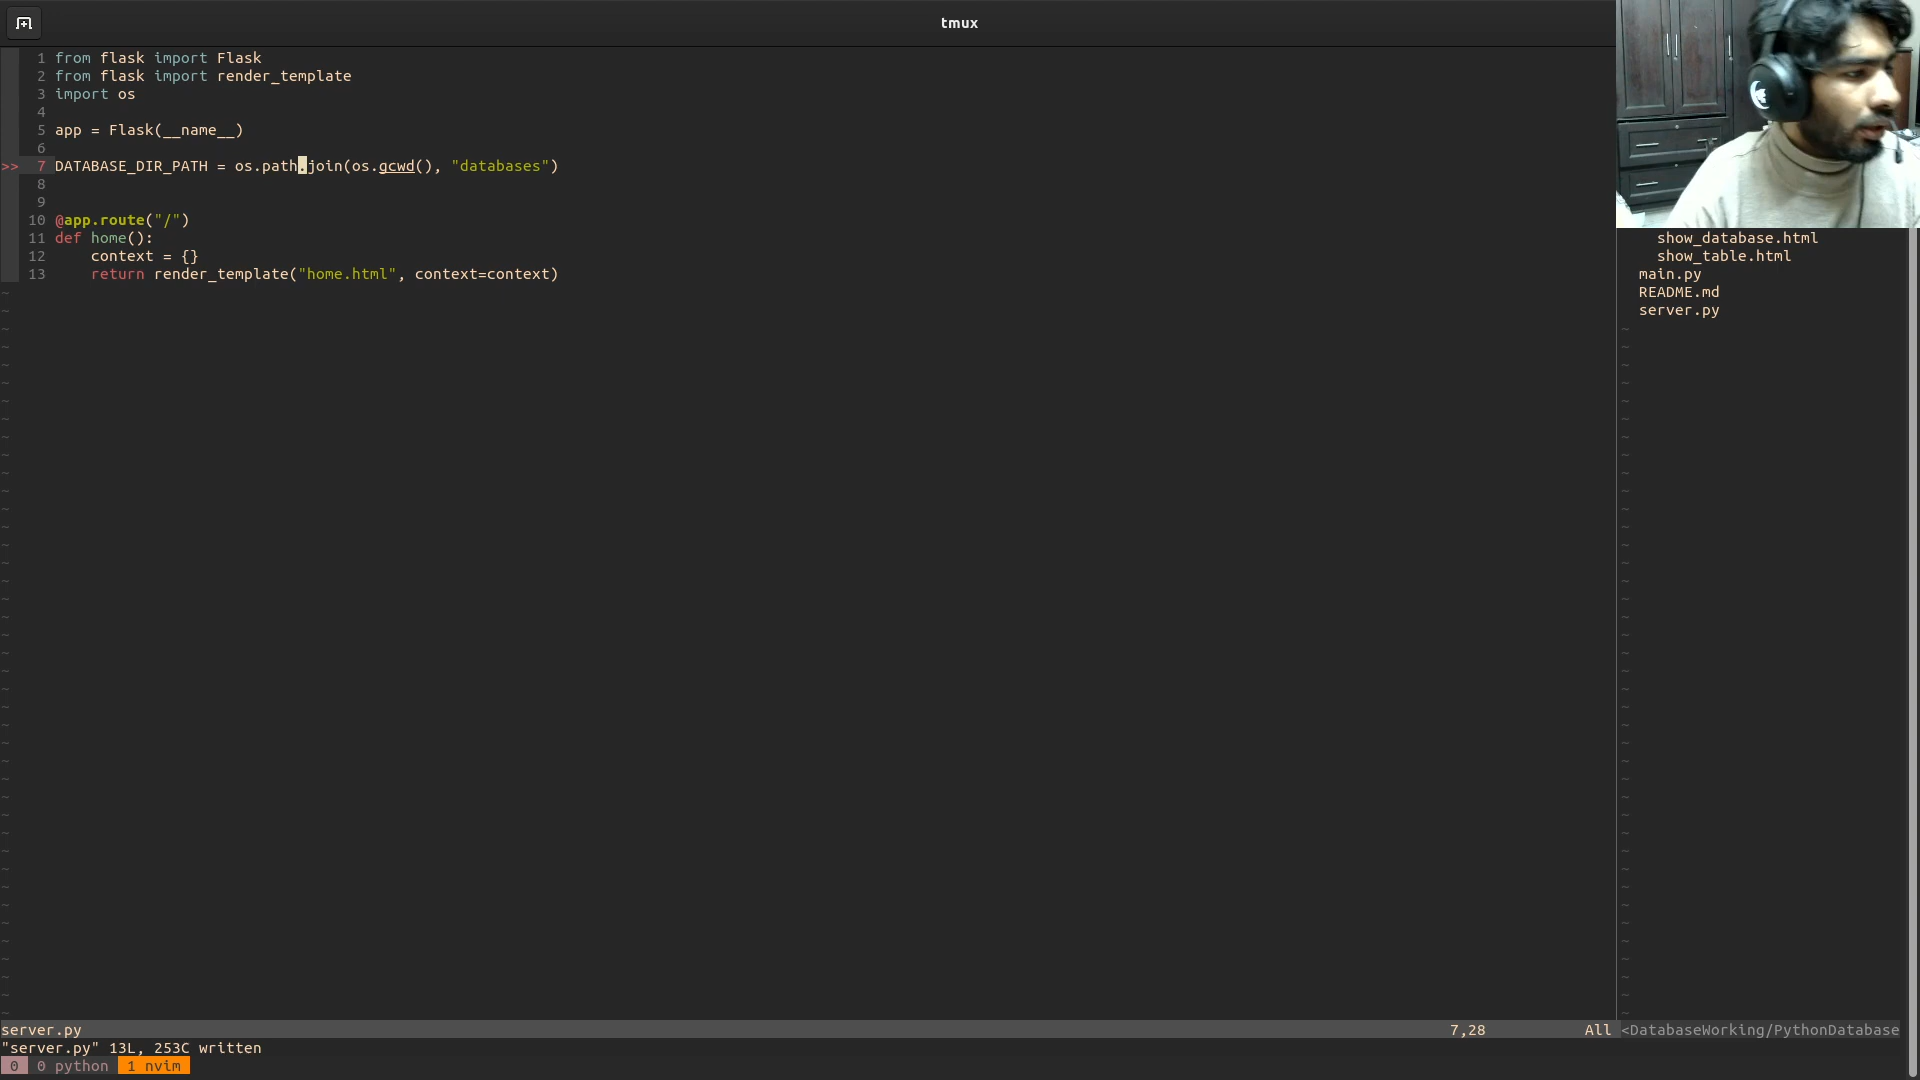 tmux
1 from flask import Flask
2 from flask import render_template
3 import os
4
5 app = Flask(__name__)
6
>> 7 DATABASE_DIR_PATH = os.path.join(os.gcwd(), "databases")
8
9
10 @app.route("/")
11 def home():
12     context = {}
13     return render_template("home.html", context=context)
show_database.html
show_table.html
main.py
README.md
server.py
server.py 7,28 All <DatabaseWorking/PythonDatabase
"server.py" 13L, 253C written
0 0 python 1 nvim